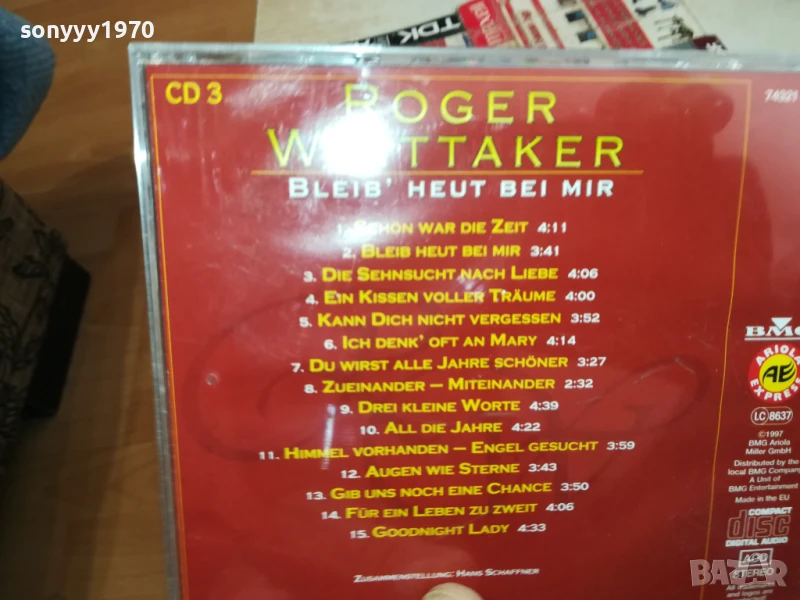 sonyyy1970
TDK
CD 3
ROGER
WHITTAKER
BLEIB' HEUT BEI MIR
74321
1. SCHÖN WAR DIE ZEIT 4:11
2. BLEIB HEUT BEI MIR 3:41
3. DIE SEHNSUCHT NACH LIEBE 4:06
4. EIN KISSEN VOLLER TRÄUME 4:00
5. KANN DICH NICHT VERGESSEN 3:52
6. ICH DENK' OFT AN MARY 4:14
7. DU WIRST ALLE JAHRE SCHÖNER 3:27
8. ZUEINANDER – MITEINANDER 2:32
9. DREI KLEINE WORTE 4:39
10. ALL DIE JAHRE 4:22
11. HIMMEL VORHANDEN – ENGEL GESUCHT 3:59
12. AUGEN WIE STERNE 3:43
13. GIB UNS NOCH EINE CHANCE 3:50
14. FÜR EIN LEBEN ZU ZWEIT 4:06
15. GOODNIGHT LADY 4:33
ZUSAMMENSTELLUNG: HANS SCHAFFNER
BMG
ARIOLA
AE
EXPRESS
LC 8637
©1997
BMG Ariola
Miller GmbH
Distributed by the
local BMG Company
A Unit of
BMG Entertainment
Made in the EU
COMPACT
disc
DIGITAL AUDIO
STEREO
bazar